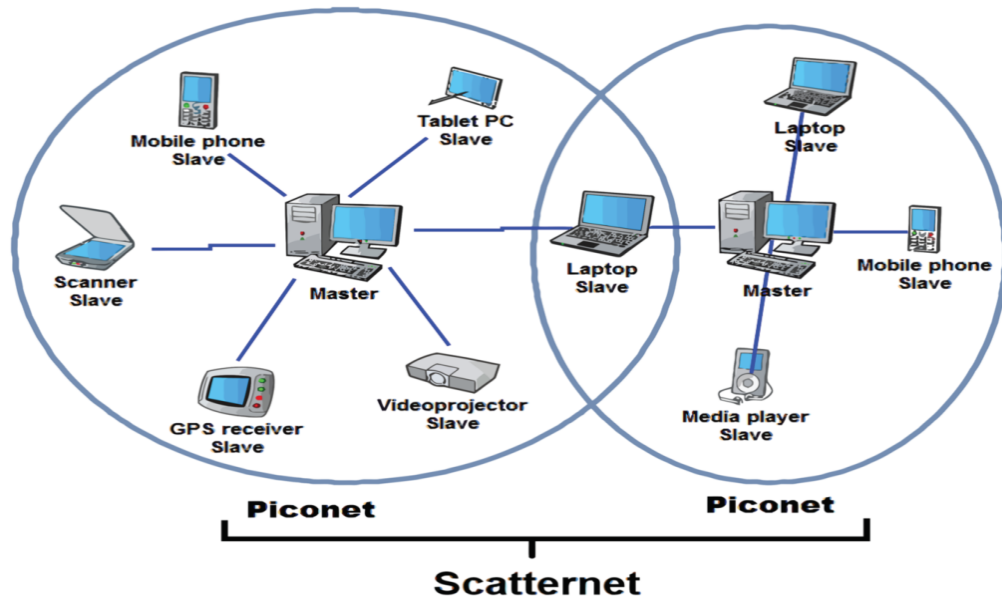 Mobile phone
Slave
Tablet PC
Slave
Laptop
Slave
Scanner
Slave
Master
Laptop
Slave
Master
Mobile phone
Slave
GPS receiver
Slave
Videoprojector
Slave
Media player
Slave
Piconet
Piconet
Scatternet